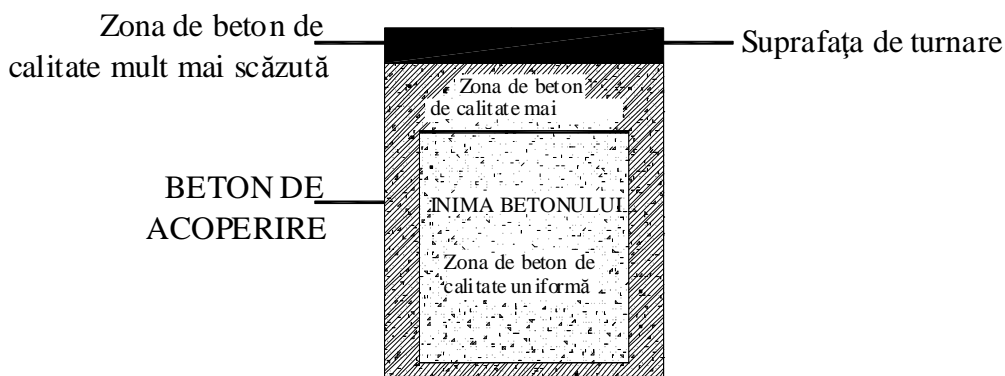 Zona de beton de
calitate mult mai scăzută
Suprafaţa de turnare
Zona de beton
de calitate mai
BETON DE
ACOPERIRE
INIMA BETONULUI
Zona de beton de
calitate uniformă